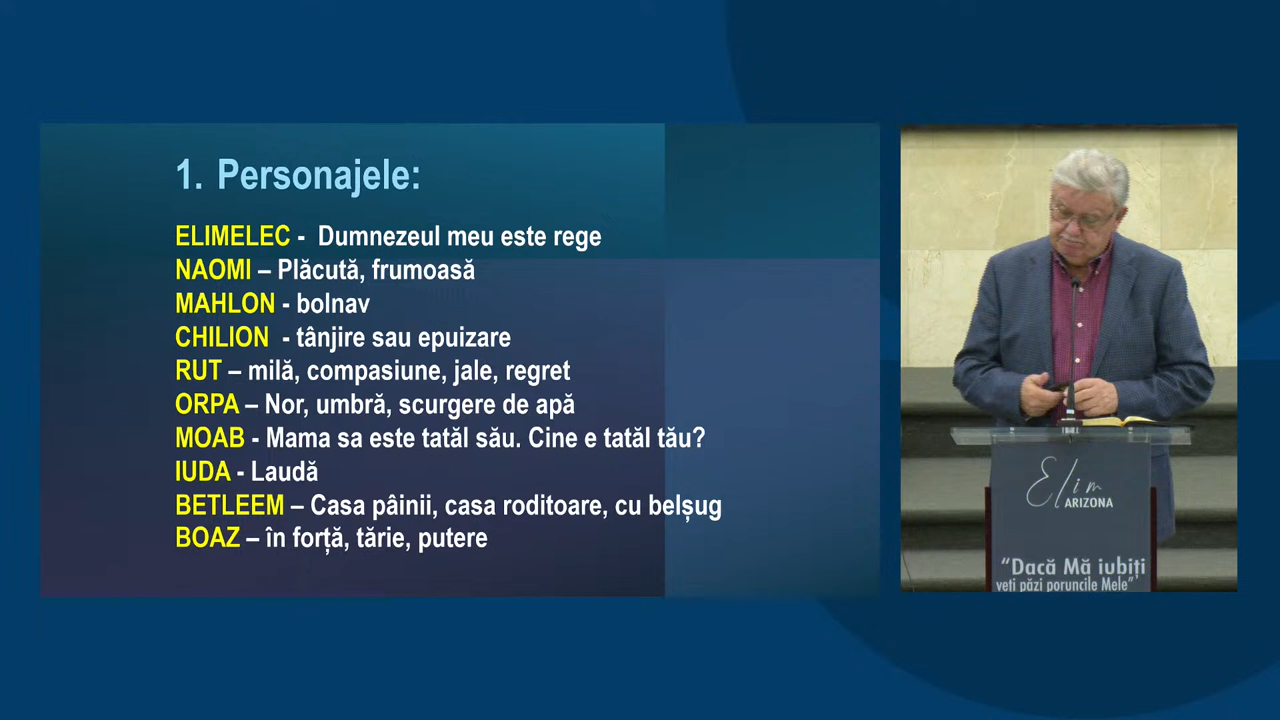 1. Personajele:
ELIMELEC - Dumnezeul meu este rege
NAOMI – Plăcută, frumoasă
MAHLON - bolnav
CHILION - tânjire sau epuizare
RUT – milă, compasiune, jale, regret
ORPA – Nor, umbră, scurgere de apă
MOAB - Mama sa este tatăl său. Cine e tatăl tău?
IUDA - Laudă
BETLEEM – Casa pâinii, casa roditoare, cu belșug
BOAZ – în forță, tărie, putere
Elim
ARIZONA
“Dacă Mă iubiți
veți păzi poruncile Mele”